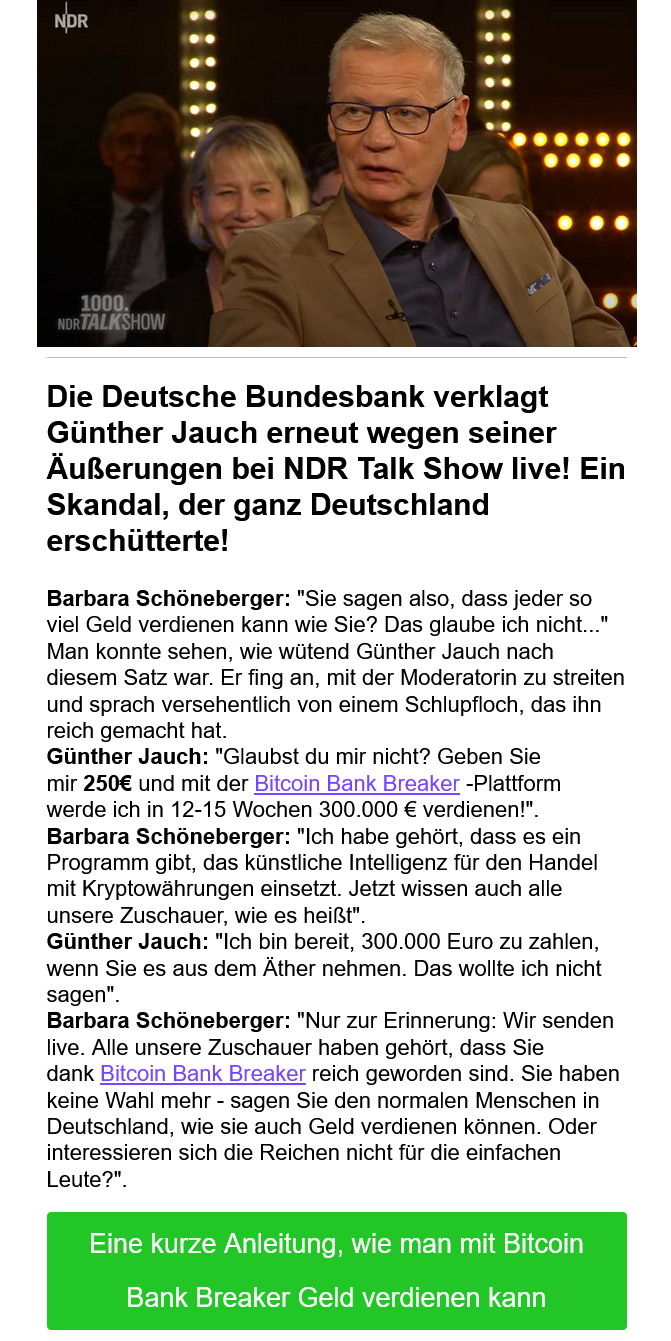 NDR
1000.
NDR TALKSHOW
Die Deutsche Bundesbank verklagt
Günther Jauch erneut wegen seiner
Äußerungen bei NDR Talk Show live! Ein
Skandal, der ganz Deutschland
erschütterte!
Barbara Schöneberger: "Sie sagen also, dass jeder so
viel Geld verdienen kann wie Sie? Das glaube ich nicht..."
Man konnte sehen, wie wütend Günther Jauch nach
diesem Satz war. Er fing an, mit der Moderatorin zu streiten
und sprach versehentlich von einem Schlupfloch, das ihn
reich gemacht hat.
Günther Jauch: "Glaubst du mir nicht? Geben Sie
mir 250€ und mit der Bitcoin Bank Breaker -Plattform
werde ich in 12-15 Wochen 300.000 € verdienen!".
Barbara Schöneberger: "Ich habe gehört, dass es ein
Programm gibt, das künstliche Intelligenz für den Handel
mit Kryptowährungen einsetzt. Jetzt wissen auch alle
unsere Zuschauer, wie es heißt".
Günther Jauch: "Ich bin bereit, 300.000 Euro zu zahlen,
wenn Sie es aus dem Äther nehmen. Das wollte ich nicht
sagen".
Barbara Schöneberger: "Nur zur Erinnerung: Wir senden
live. Alle unsere Zuschauer haben gehört, dass Sie
dank Bitcoin Bank Breaker reich geworden sind. Sie haben
keine Wahl mehr - sagen Sie den normalen Menschen in
Deutschland, wie sie auch Geld verdienen können. Oder
interessieren sich die Reichen nicht für die einfachen
Leute?".
Eine kurze Anleitung, wie man mit Bitcoin
Bank Breaker Geld verdienen kann